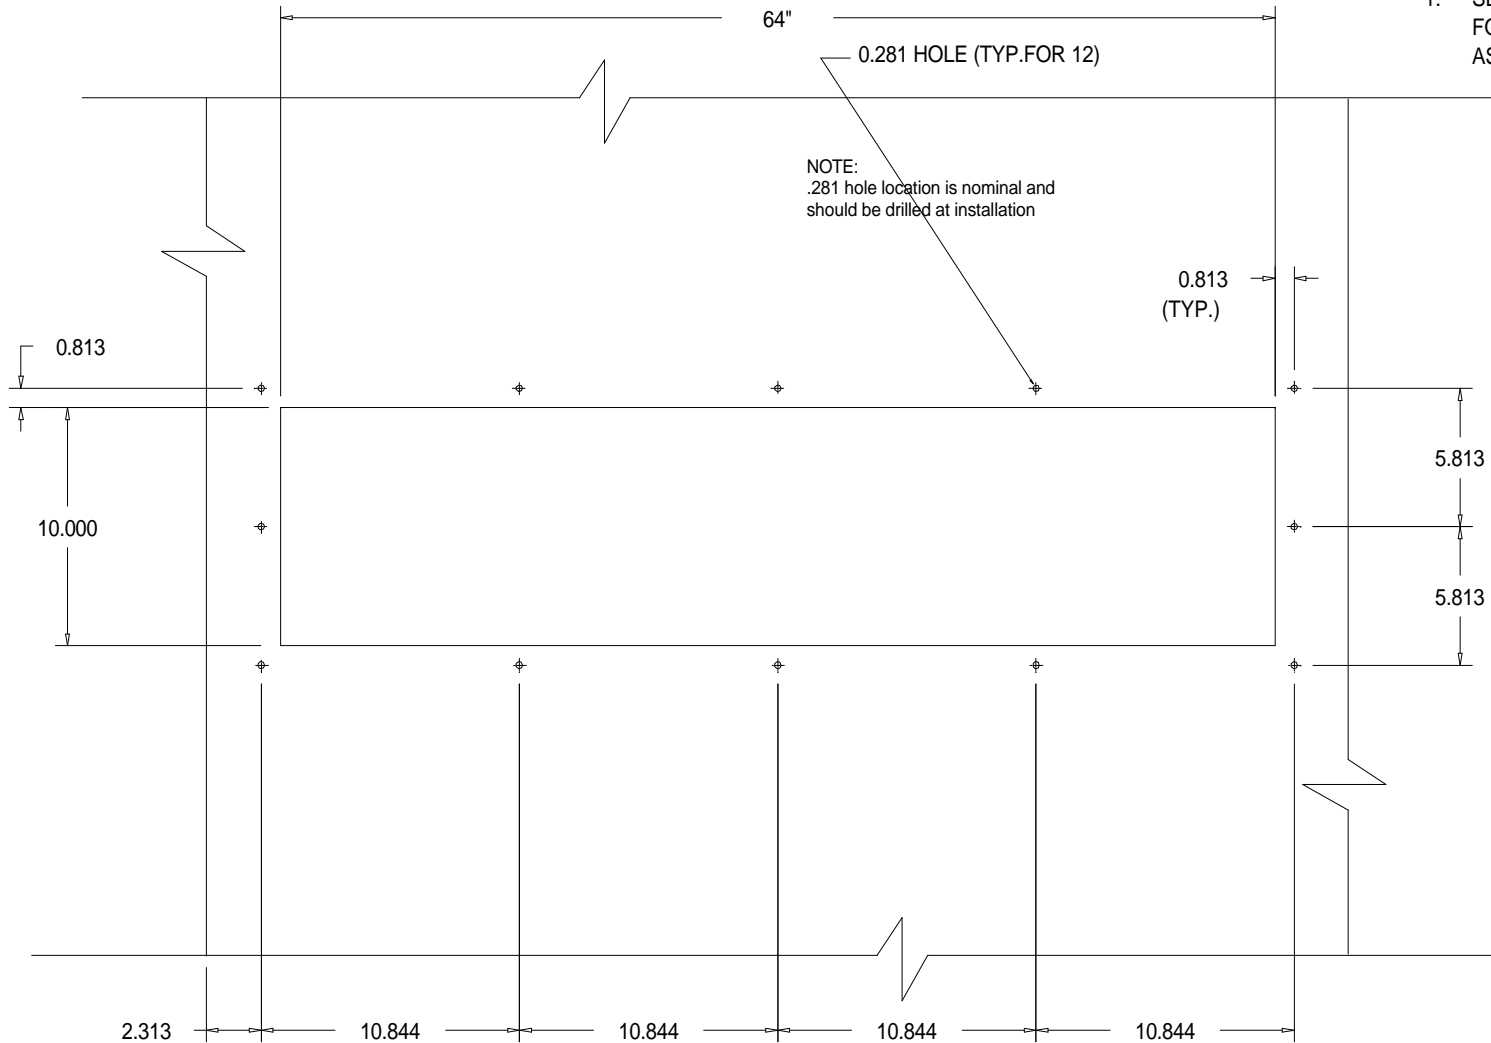 64"
1.
0.281 HOLE (TYP.FOR 12)
NOTE:
.281 hole location is nominal and
should be drilled at installation
0.813
(TYP.)
0.813
5.813
10.000
5.813
2.313 10.844 10.844 10.844 10.844